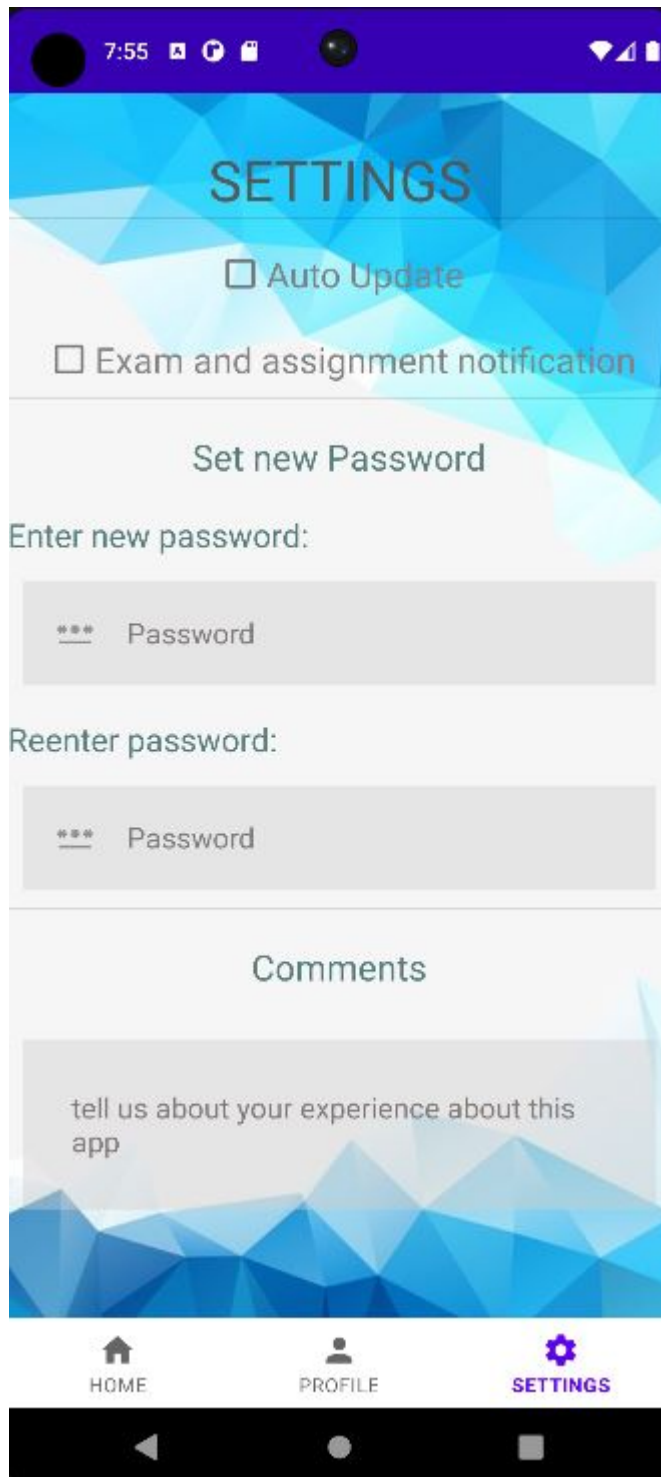 7:55
SETTINGS
Auto Update
Exam and assignment notification
Set new Password
Enter new password:
Password
Reenter password:
Password
Comments
tell us about your experience about this
app
HOME PROFILE SETTINGS